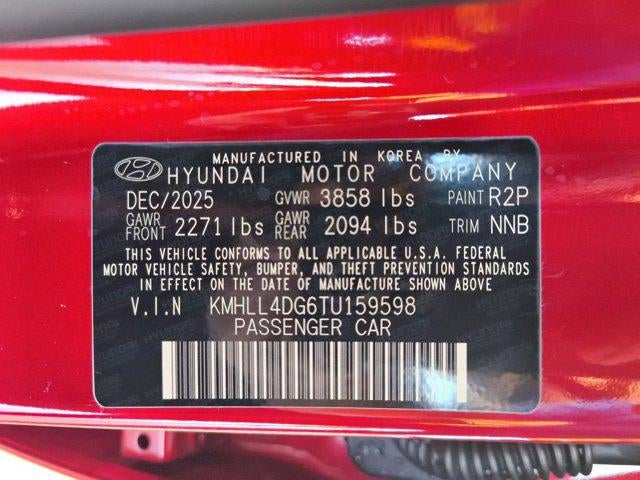 MANUFACTURED IN KOREA BY
HYUNDAI MOTOR COMPANY
DEC/2025 GVWR 3858 lbs PAINT R2P
GAWR FRONT 2271 lbs GAWR REAR 2094 lbs TRIM NNB
THIS VEHICLE CONFORMS TO ALL APPLICABLE U.S.A. FEDERAL
MOTOR VEHICLE SAFETY, BUMPER, AND THEFT PREVENTION STANDARDS
IN EFFECT ON THE DATE OF MANUFACTURE SHOWN ABOVE
V.I.N KMHLL4DG6TU159598
PASSENGER CAR